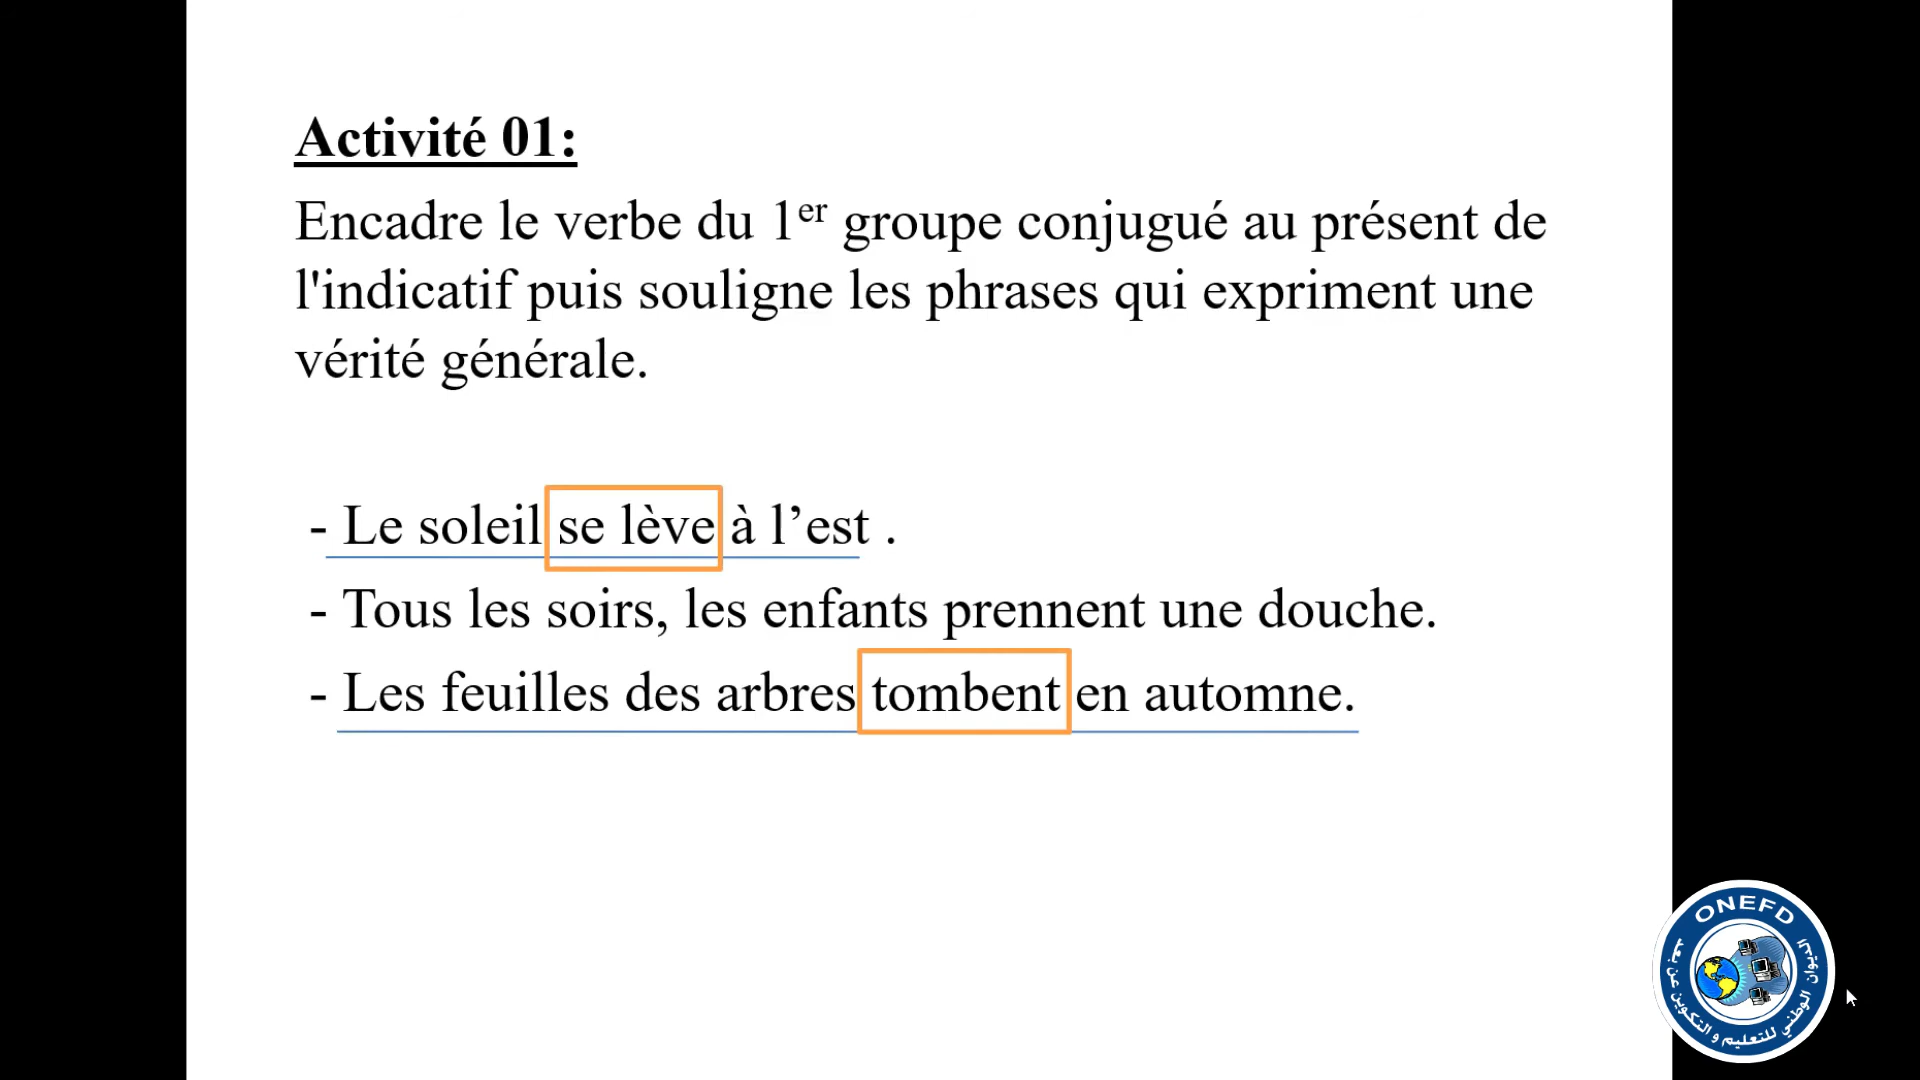 Activité 01:
Encadre le verbe du 1er groupe conjugué au présent de
l'indicatif puis souligne les phrases qui expriment une
vérité générale.
- Le soleil se lève à l’est .
- Tous les soirs, les enfants prennent une douche.
- Les feuilles des arbres tombent en automne.
ONEFD
الديوان الوطني للتعليم و التكوين عن بعد